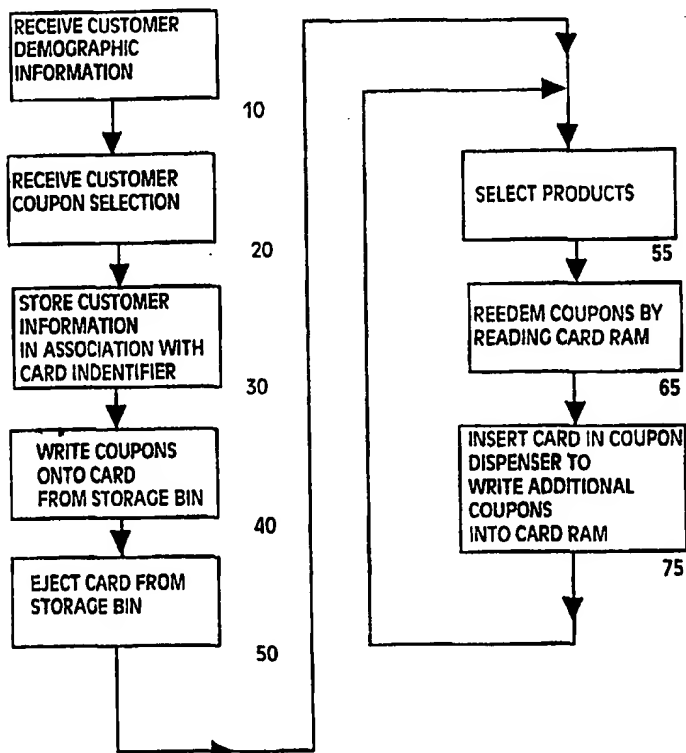 RECEIVE CUSTOMER
DEMOGRAPHIC
INFORMATION
10
RECEIVE CUSTOMER
COUPON SELECTION
20
STORE CUSTOMER
INFORMATION
IN ASSOCIATION WITH
CARD INDENTIFIER
30
WRITE COUPONS
ONTO CARD
FROM STORAGE BIN
40
EJECT CARD FROM
STORAGE BIN
50
SELECT PRODUCTS
55
REEDEM COUPONS BY
READING CARD RAM
65
INSERT CARD IN COUPON
DISPENSER TO
WRITE ADDITIONAL
COUPONS
INTO CARD RAM
75